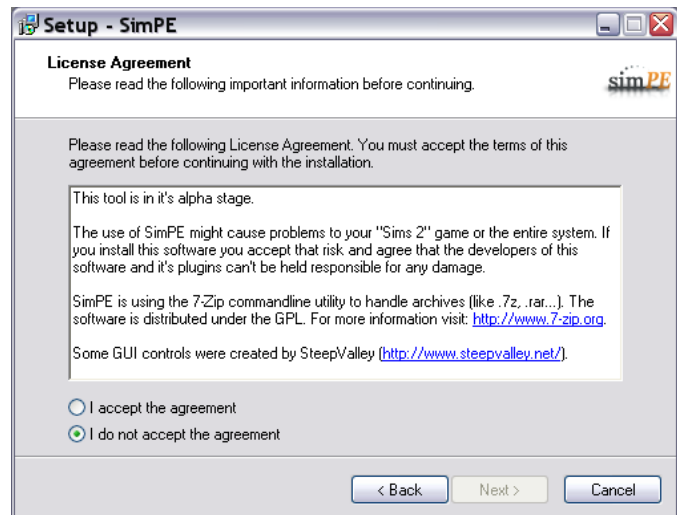 Setup - SimPE
License Agreement
Please read the following important information before continuing.
simPE
Please read the following License Agreement. You must accept the terms of this
agreement before continuing with the installation.
This tool is in it's alpha stage.
The use of SimPE might cause problems to your "Sims 2" game or the entire system. If
you install this software you accept that risk and agree that the developers of this
software and it's plugins can't be held responsible for any damage.
SimPE is using the 7-Zip commandline utility to handle archives (like .7z, .rar...). The
software is distributed under the GPL. For more information visit: http://www.7-zip.org.
Some GUI controls were created by SteepValley (http://www.steepvalley.net/).
I accept the agreement
I do not accept the agreement
< Back Next > Cancel